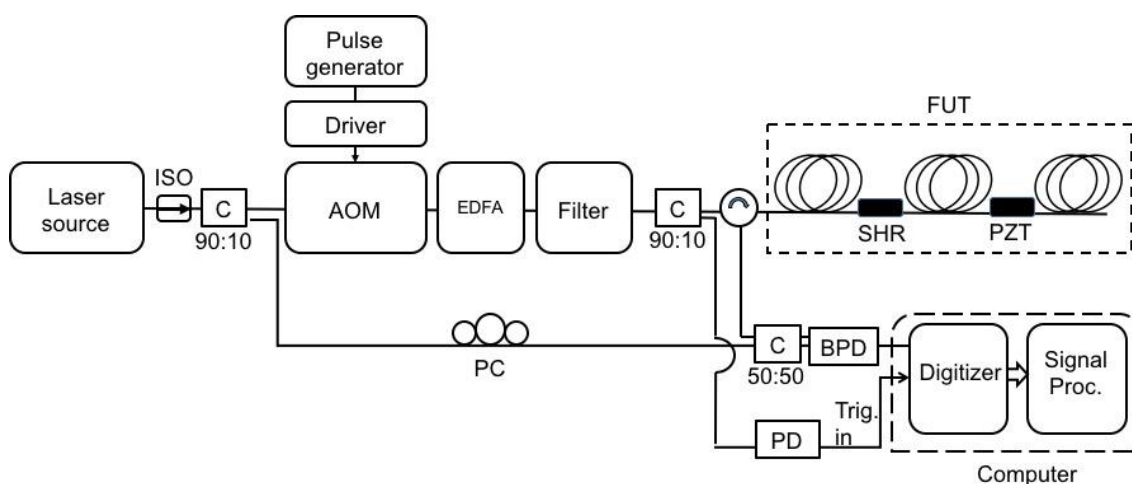 Pulse
generator
FUT
Driver
ISO
Laser
source
C
90:10
AOM
EDFA
Filter
C
90:10
SHR
PZT
PC
C
50:50
BPD
Digitizer
Signal
Proc.
PD
Trig.
in
Computer